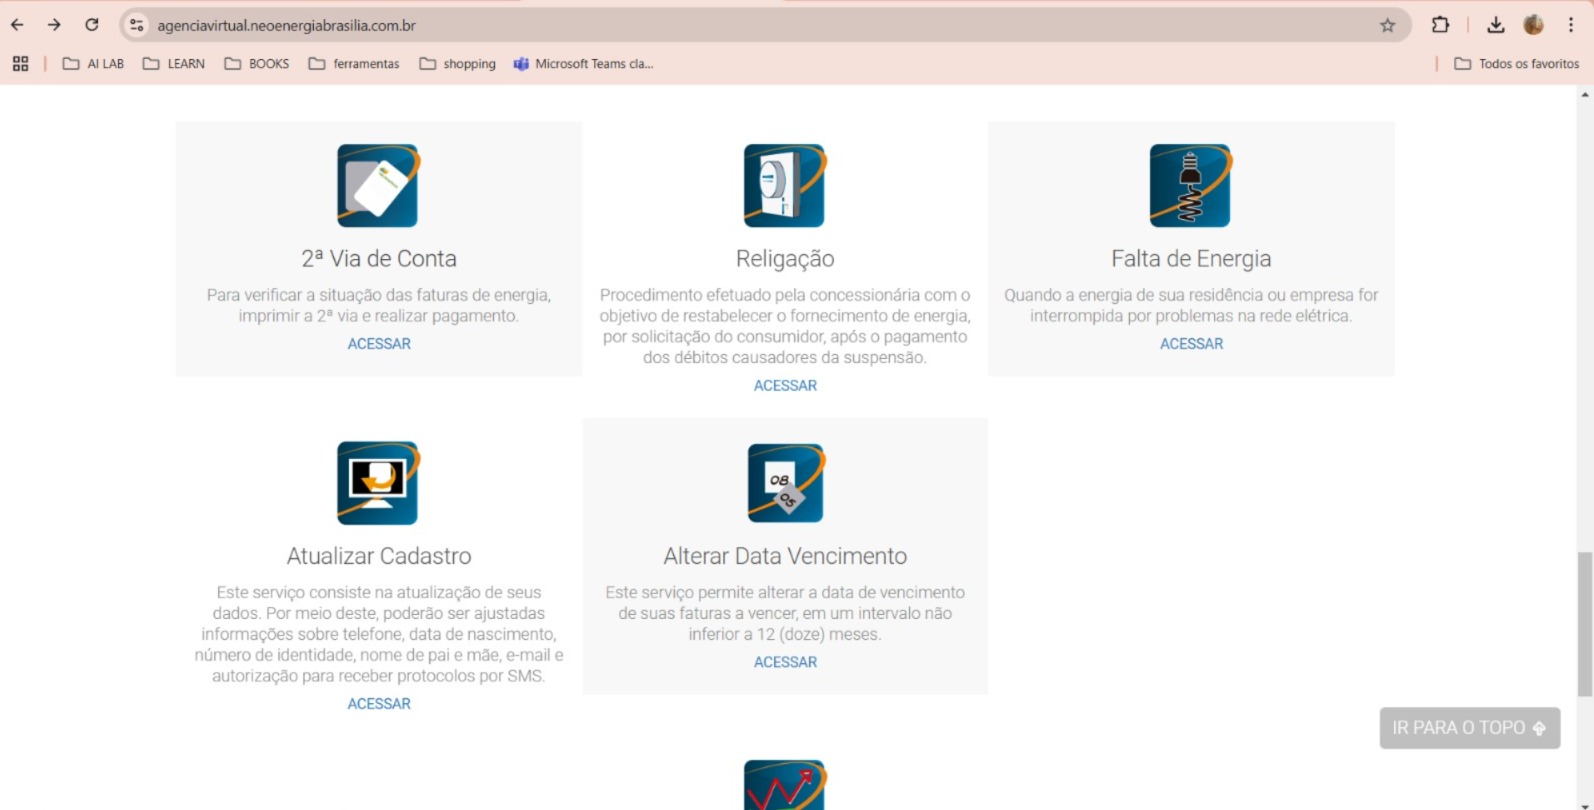 agenciavirtual.neoenergiabrasilia.com.br
AI LAB
LEARN
BOOKS
ferramentas
shopping
Microsoft Teams cla...
Todos os favoritos
2ª Via de Conta
Para verificar a situação das faturas de energia,
imprimir a 2ª via e realizar pagamento.
ACESSAR
Religação
Procedimento efetuado pela concessionária com o
objetivo de restabelecer o fornecimento de energia,
por solicitação do consumidor, após o pagamento
dos débitos causadores da suspensão.
ACESSAR
Falta de Energia
Quando a energia de sua residência ou empresa for
interrompida por problemas na rede elétrica.
ACESSAR
Atualizar Cadastro
Este serviço consiste na atualização de seus
dados. Por meio deste, poderão ser ajustadas
informações sobre telefone, data de nascimento,
número de identidade, nome de pai e mãe, e-mail e
autorização para receber protocolos por SMS.
ACESSAR
08
05
Alterar Data Vencimento
Este serviço permite alterar a data de vencimento
de suas faturas a vencer, em um intervalo não
inferior a 12 (doze) meses.
ACESSAR
IR PARA O TOPO